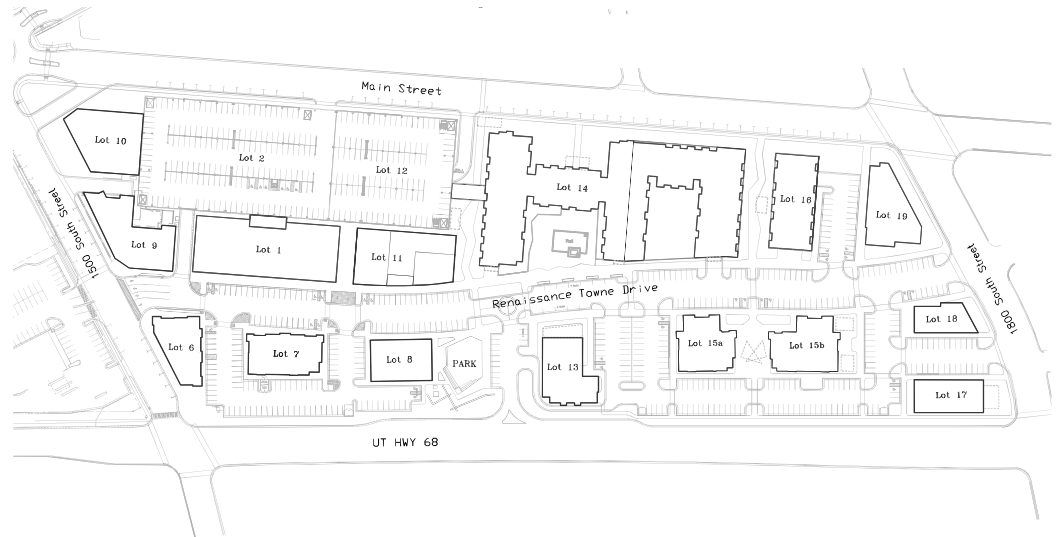 Main Street
Lot 10
Lot 2
Lot 12
Lot 14
Lot 16
Lot 19
1500 South Street
Lot 9
Lot 1
Lot 11
1800 South Street
Renaissance Towne Drive
Lot 6
Lot 7
Lot 8
PARK
Lot 13
Lot 15a
Lot 15b
Lot 18
Lot 17
UT HWY 68